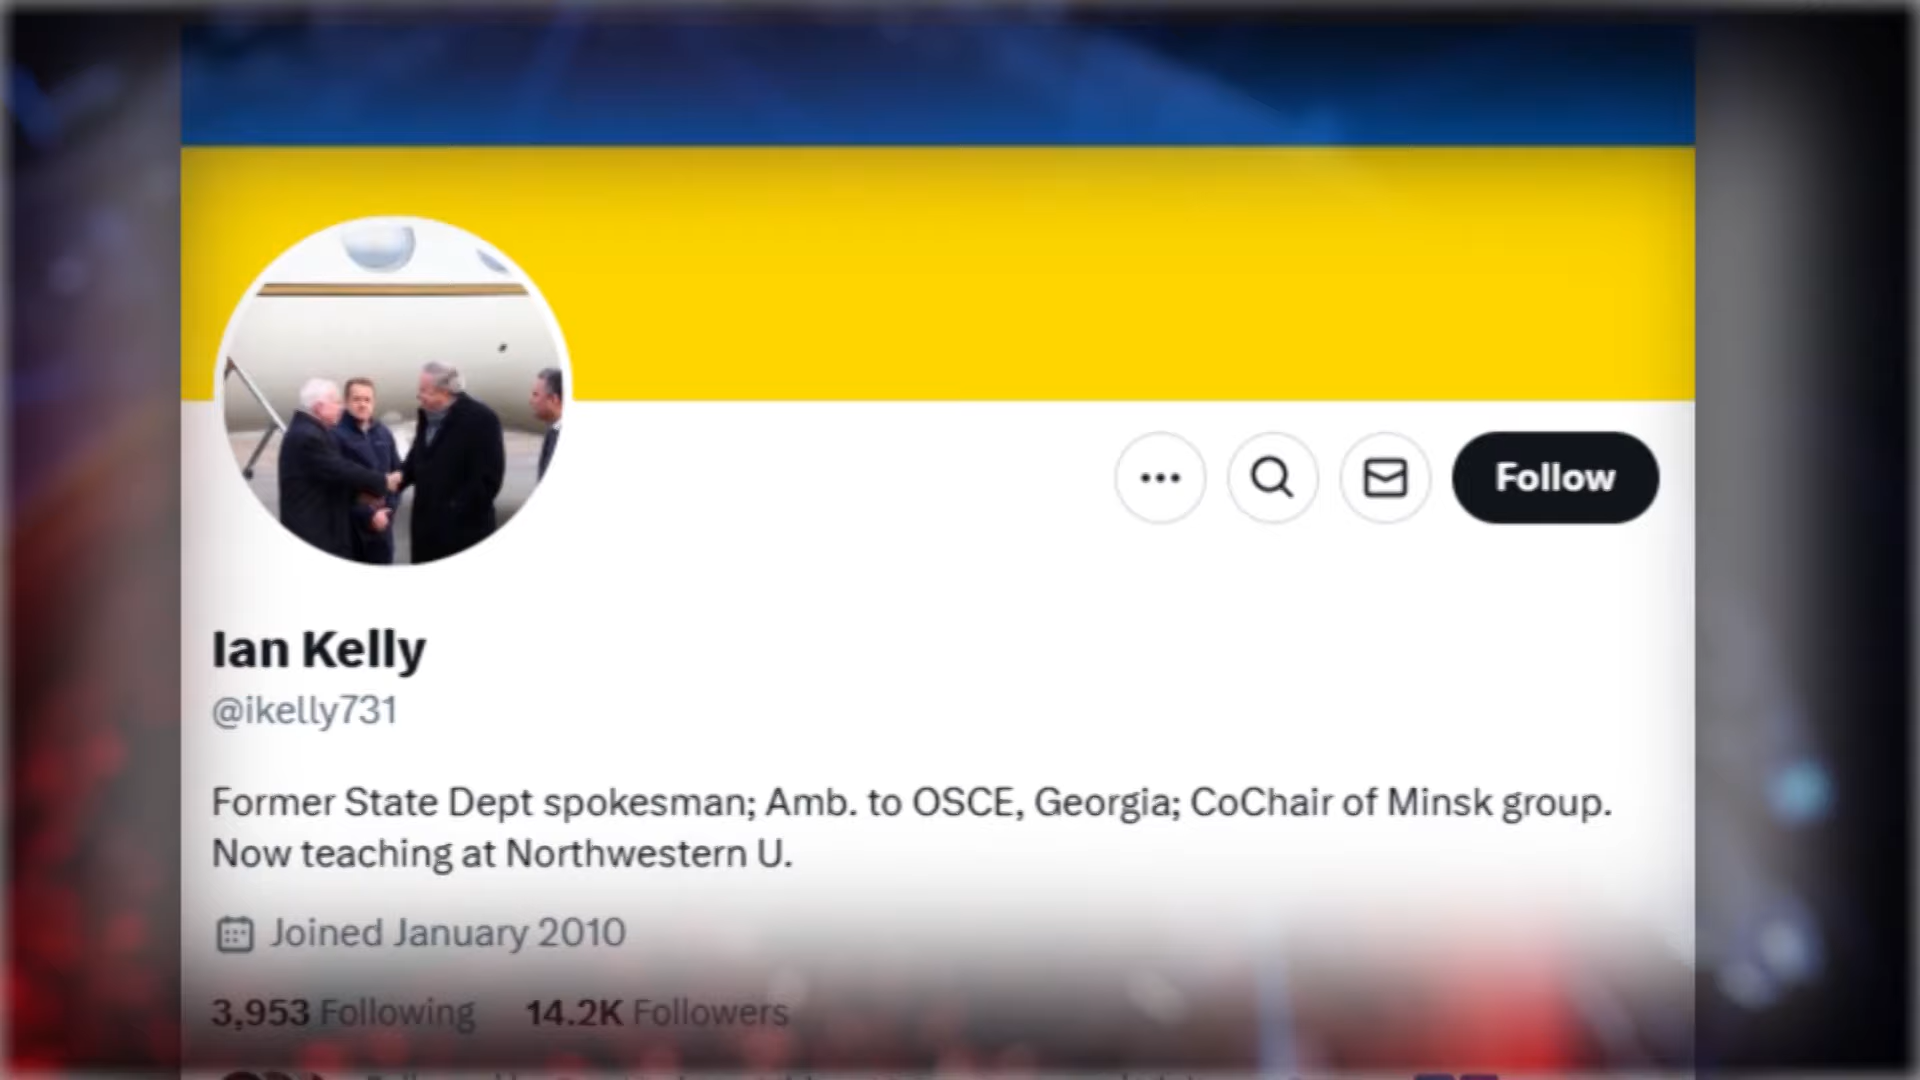 Follow
Ian Kelly
@ikelly731
Former State Dept spokesman; Amb. to OSCE, Georgia; CoChair of Minsk group.
Now teaching at Northwestern U.
Joined January 2010
3,953 Following 14.2K Followers